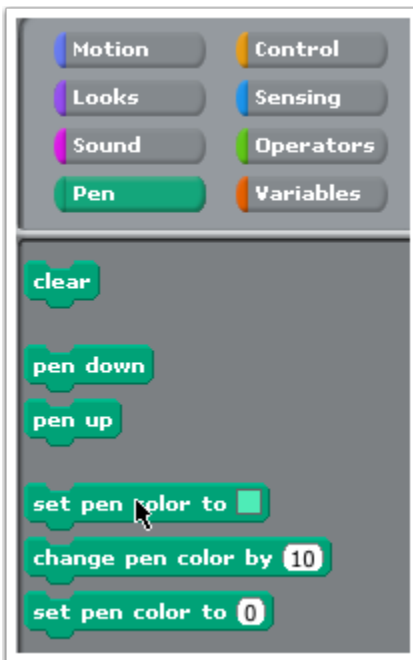 Motion Control
Looks Sensing
Sound Operators
Pen Variables
clear
pen down
pen up
set pen color to
change pen color by 10
set pen color to 0